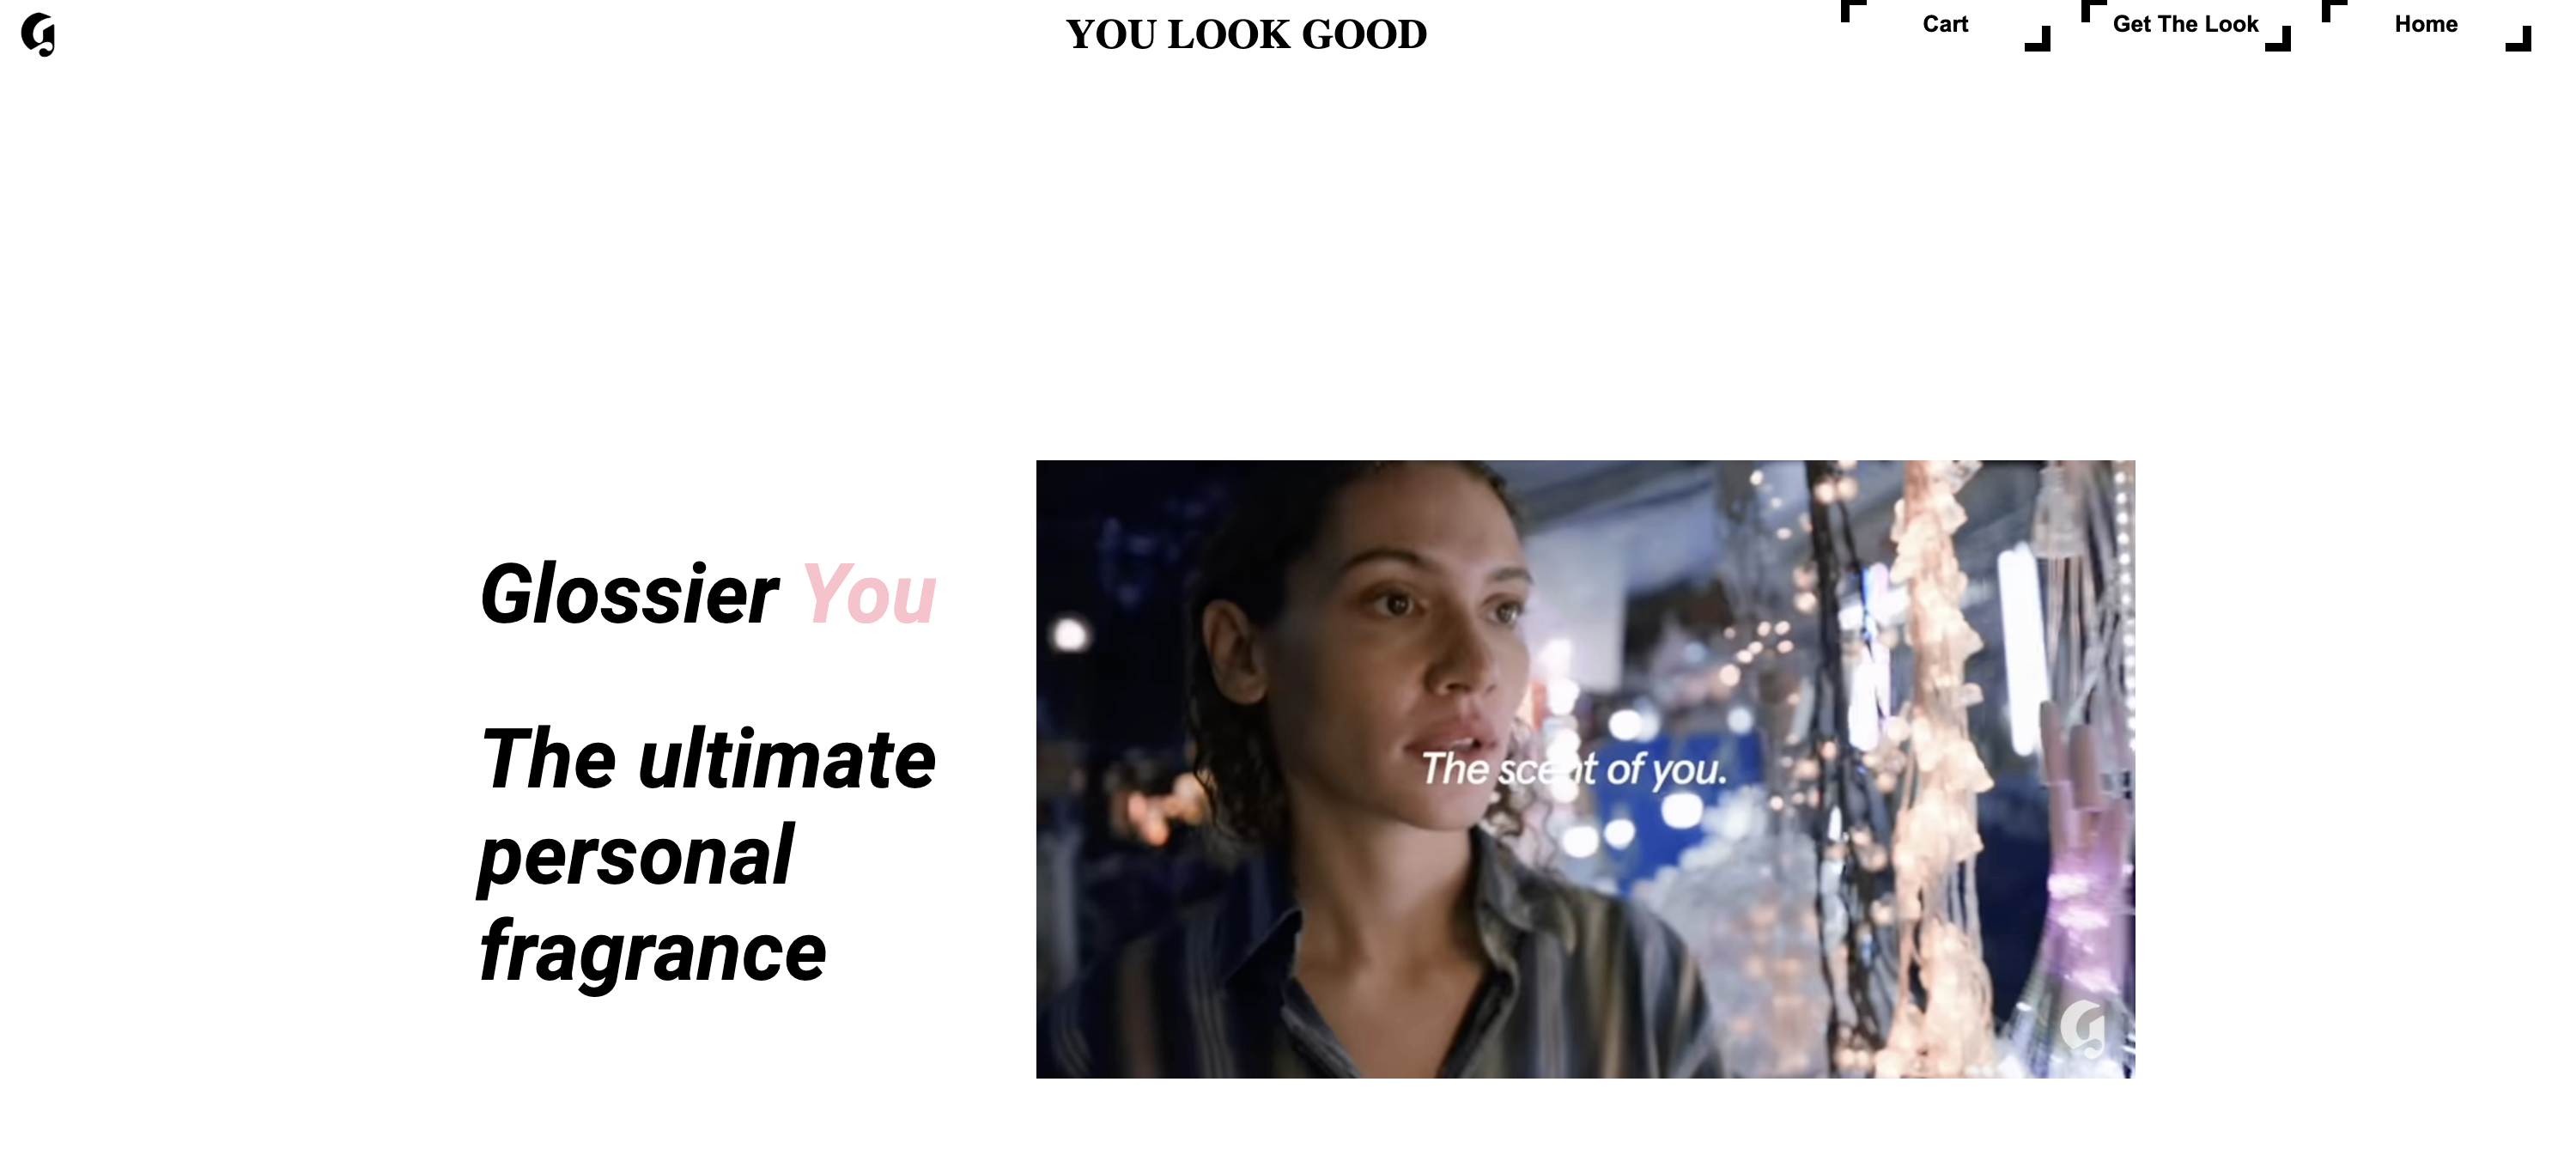 YOU LOOK GOOD
Cart
Get The Look
Home
Glossier You
The ultimate
personal
fragrance
The scent of you.